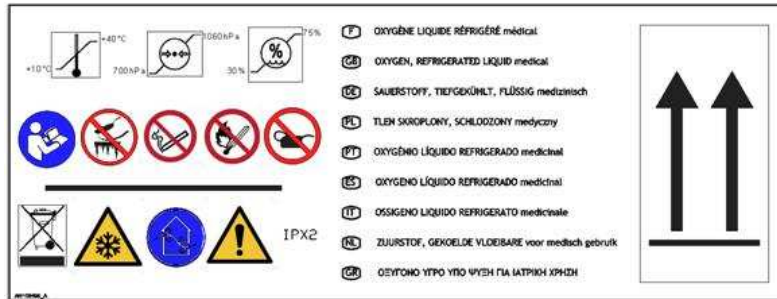 +40°C
+10°C
1060hPa
700hPa
75%
%
30%
IPX2
F OXYGÈNE LIQUIDE RÉFRIGÉRÉ médical
GB OXYGEN, REFRIGERATED LIQUID medical
DE SAUERSTOFF, TIEFGEKÜHLT, FLÜSSIG medizinisch
PL TLEN SKROPLONY, SCHLODZONY medyczny
PT OXYGÉNIO LÍQUIDO REFRIGERADO medicinal
ES OXYGENO LÍQUIDO REFRIGERADO medicinal
IT OSSIGENO LIQUIDO REFRIGERATO medicinale
NL ZUURSTOF, GEKOELDE VLOEIBARE voor medisch gebruik
GR ΟΞΥΓΟΝΟ ΥΓΡΟ ΥΠΟ ΨΥΞΗ ΓΙΑ ΙΑΤΡΙΚΗ ΧΡΗΣΗ